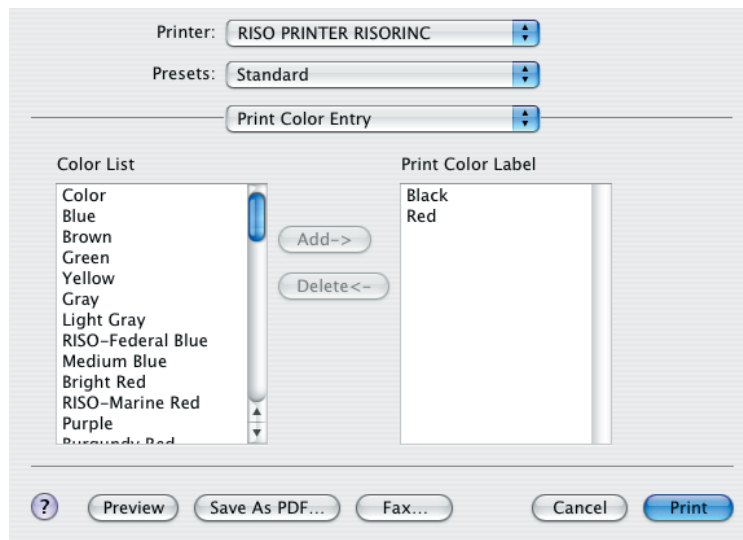 Printer: RISO PRINTER RISORINC
Presets: Standard
Print Color Entry
Color List
Color
Blue
Brown
Green
Yellow
Gray
Light Gray
RISO-Federal Blue
Medium Blue
Bright Red
RISO-Marine Red
Purple
Burgundy Red
Add->
Delete<-
Print Color Label
Black
Red
?
Preview
Save As PDF...
Fax...
Cancel
Print